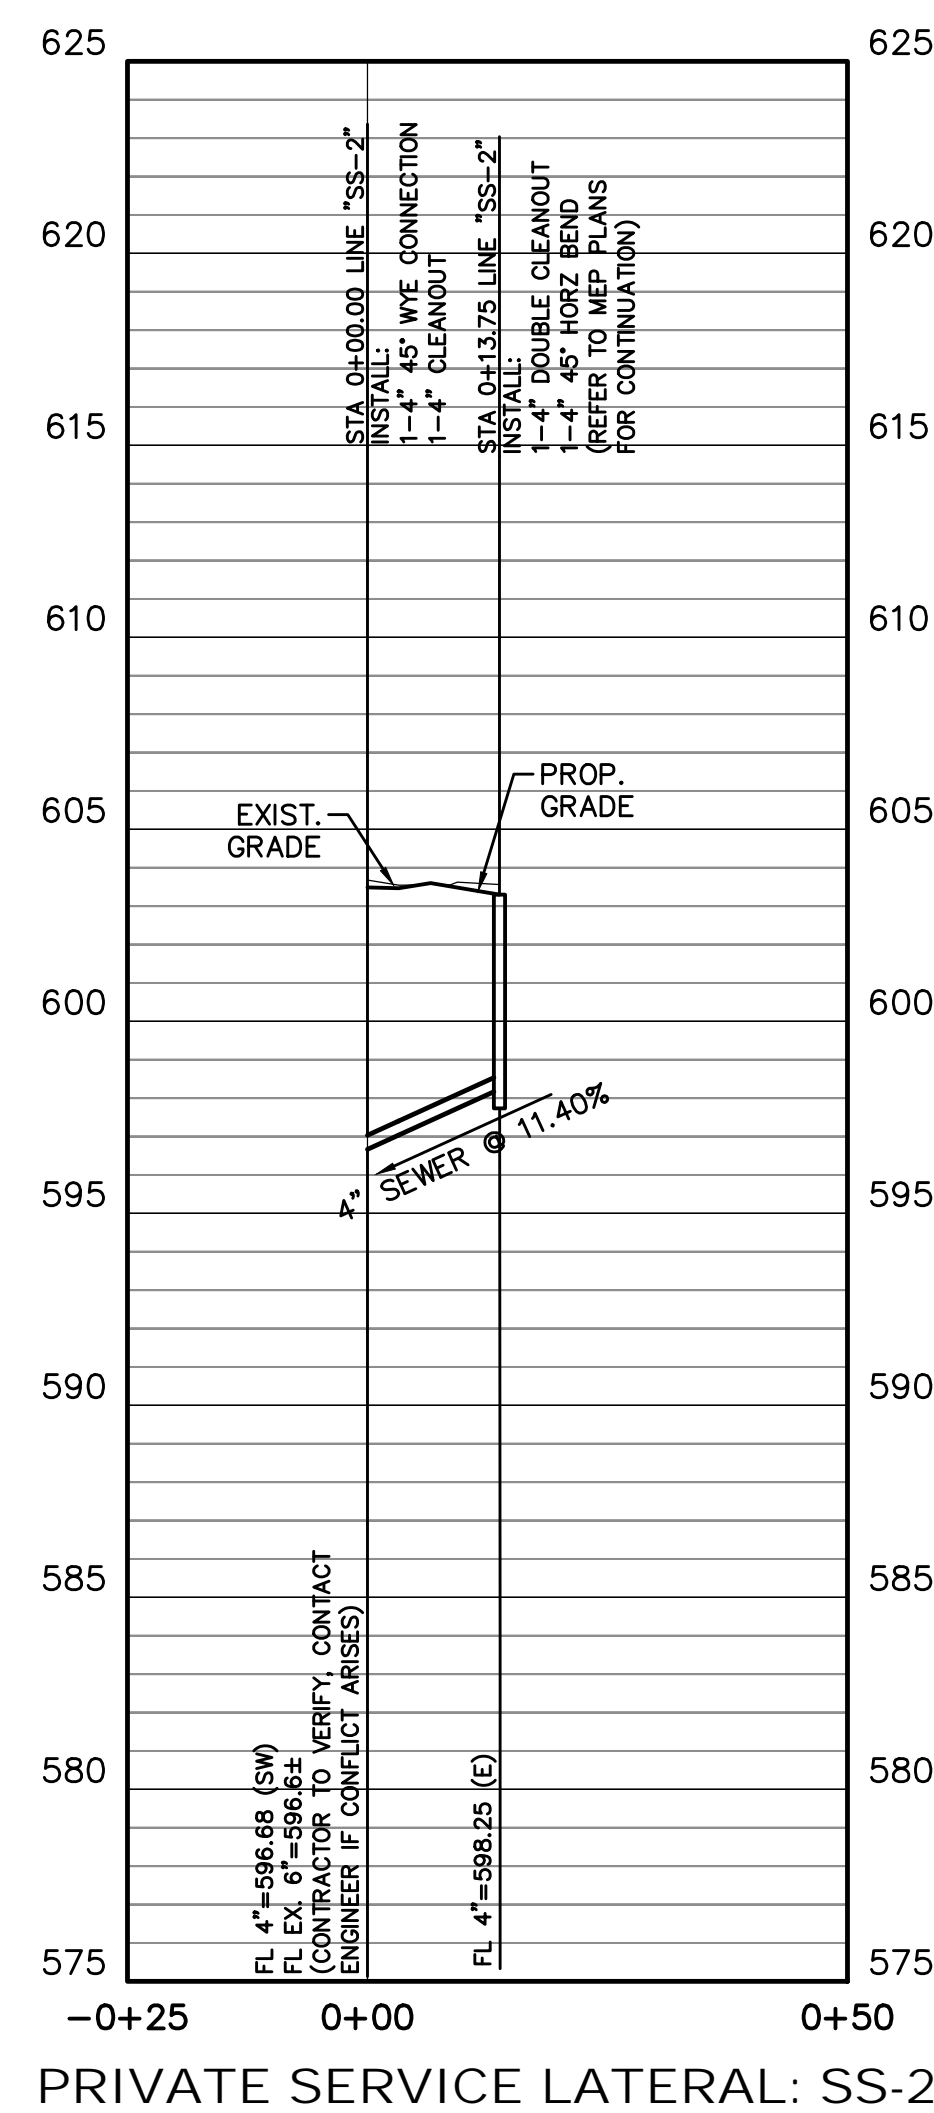 625 625
STA 0+00.00 LINE "SS-2"
INSTALL:
1-4" 45° WYE CONNECTION
1-4" CLEANOUT
STA 0+13.75 LINE "SS-2"
INSTALL:
1-4" DOUBLE CLEANOUT
1-4" 45° HORZ BEND
(REFER TO MEP PLANS
FOR CONTINUATION)
620 620
615 615
610 610
605 605
EXIST.
GRADE
PROP.
GRADE
600 600
4" SEWER @ 11.40%
595 595
590 590
585 585
580 580
FL 4"=596.68 (SW)
FL EX. 6"=596.6±
(CONTRACTOR TO VERIFY, CONTACT
ENGINEER IF CONFLICT ARISES)
FL 4"=598.25 (E)
575 575
-0+25 0+00 0+50
PRIVATE SERVICE LATERAL: SS-2